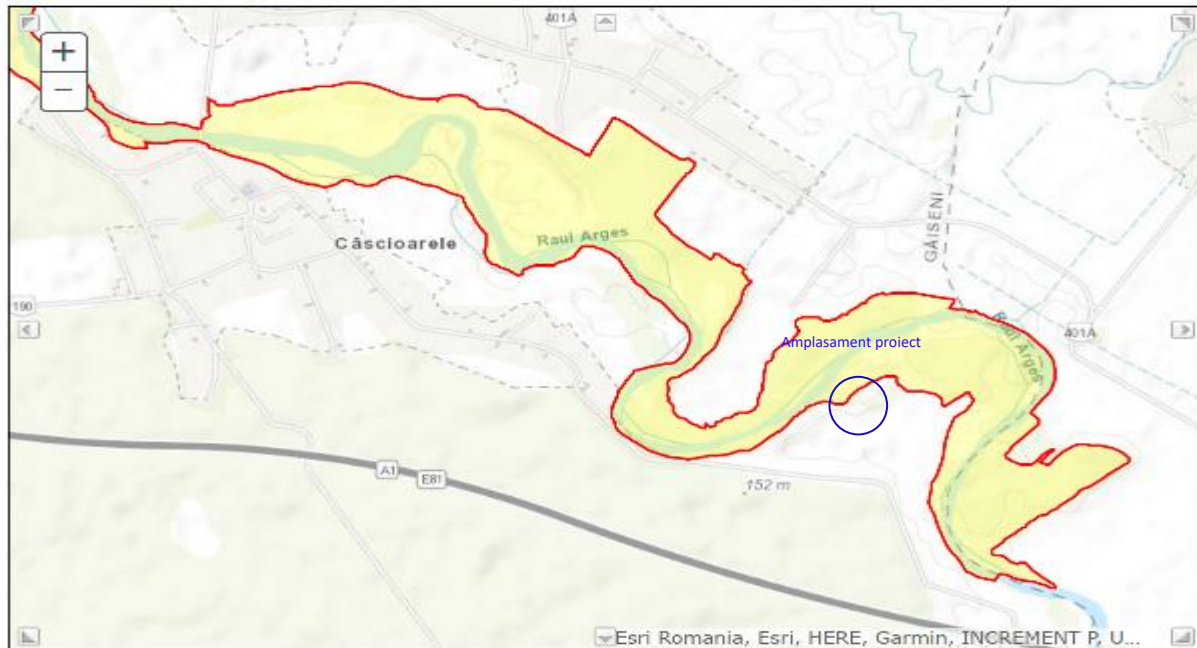 401A
+
−
Căscioarele
Raul Arges
GĂISENI
190
Raul Arges
401A
Amplasament proiect
A1
E81
152 m
Esri Romania, Esri, HERE, Garmin, INCREMENT P, U...